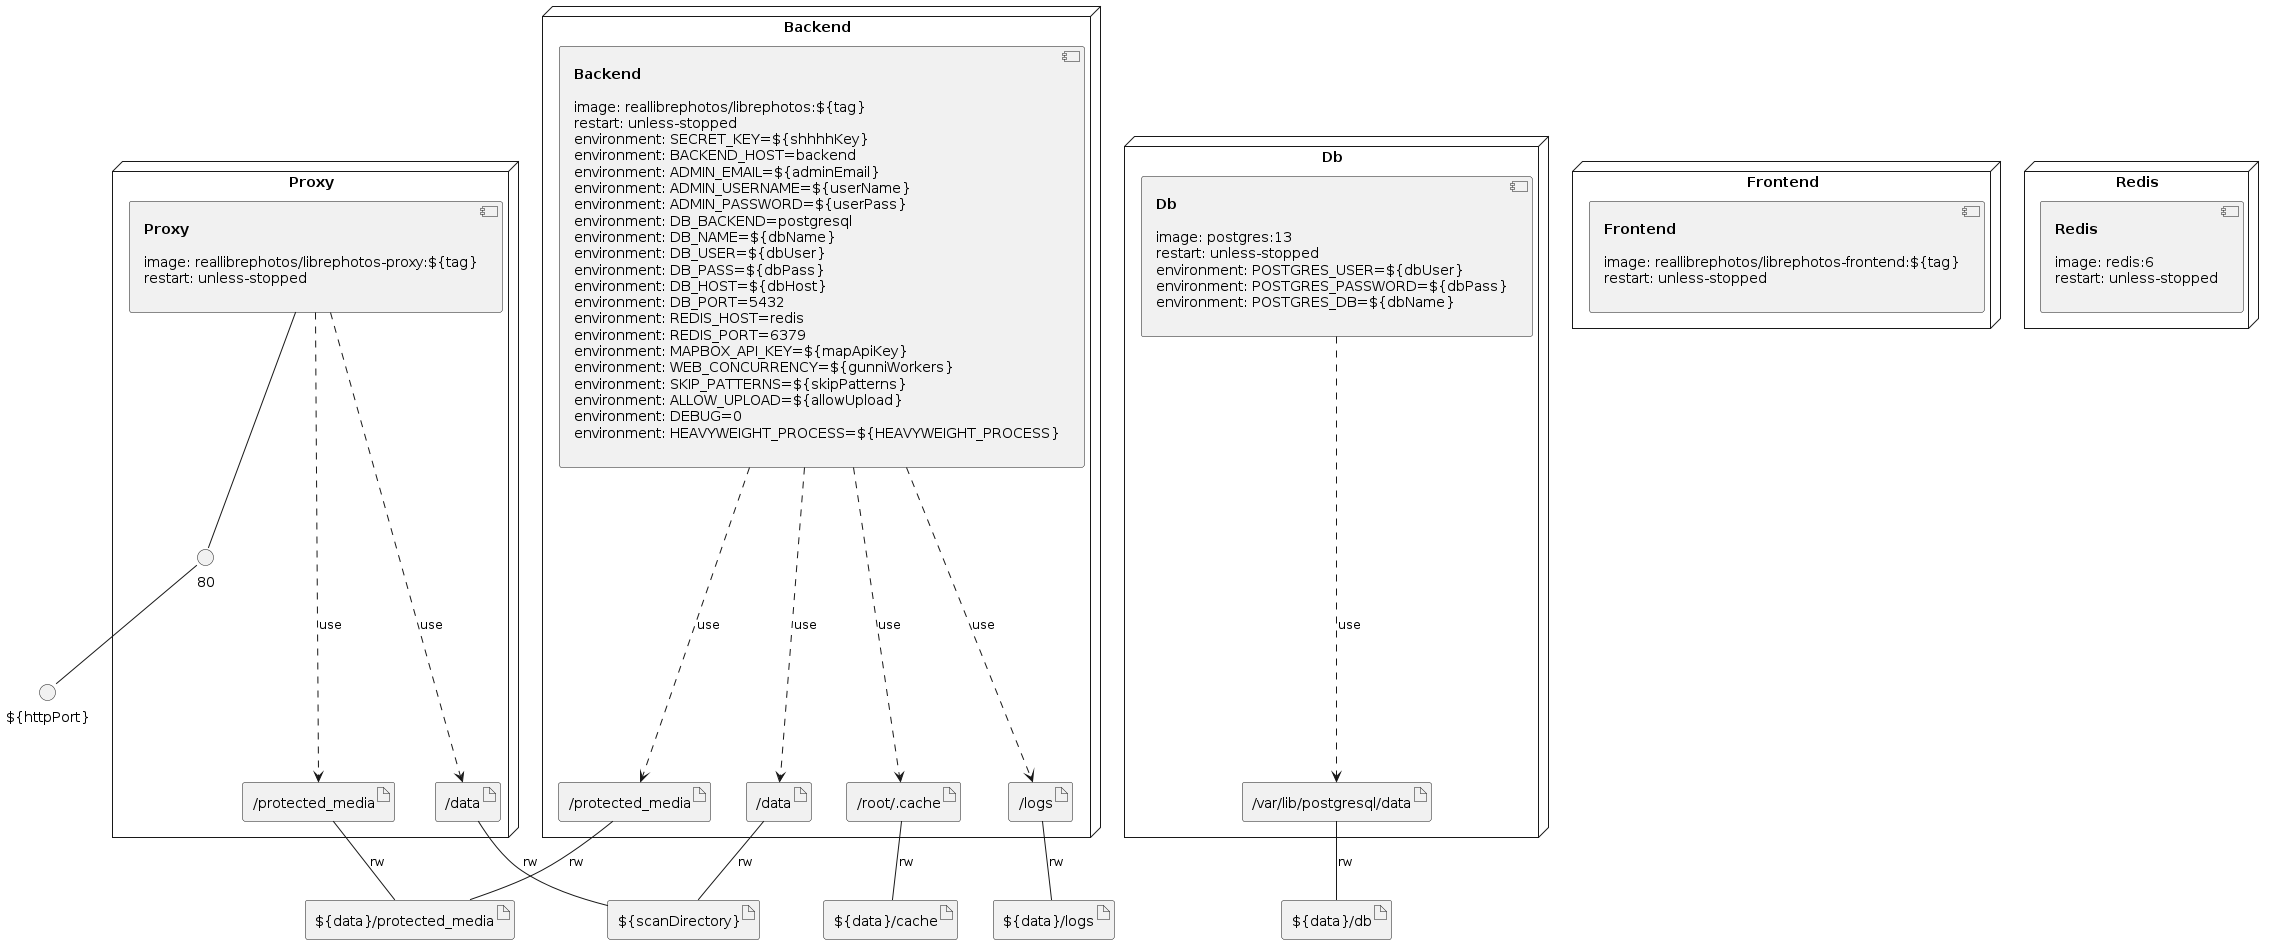 Proxy
Proxy
image: reallibrephotos/librephotos-proxy:${tag}
restart: unless-stopped
80
${httpPort}
use
use
/protected_media
/data
Backend
Backend
image: reallibrephotos/librephotos:${tag}
restart: unless-stopped
environment: SECRET_KEY=${shhhhKey}
environment: BACKEND_HOST=backend
environment: ADMIN_EMAIL=${adminEmail}
environment: ADMIN_USERNAME=${userName}
environment: ADMIN_PASSWORD=${userPass}
environment: DB_BACKEND=postgresql
environment: DB_NAME=${dbName}
environment: DB_USER=${dbUser}
environment: DB_PASS=${dbPass}
environment: DB_HOST=${dbHost}
environment: DB_PORT=5432
environment: REDIS_HOST=redis
environment: REDIS_PORT=6379
environment: MAPBOX_API_KEY=${mapApiKey}
environment: WEB_CONCURRENCY=${gunniWorkers}
environment: SKIP_PATTERNS=${skipPatterns}
environment: ALLOW_UPLOAD=${allowUpload}
environment: DEBUG=0
environment: HEAVYWEIGHT_PROCESS=${HEAVYWEIGHT_PROCESS}
use
use
use
use
/protected_media
/data
/root/.cache
/logs
Db
Db
image: postgres:13
restart: unless-stopped
environment: POSTGRES_USER=${dbUser}
environment: POSTGRES_PASSWORD=${dbPass}
environment: POSTGRES_DB=${dbName}
use
/var/lib/postgresql/data
Frontend
Frontend
image: reallibrephotos/librephotos-frontend:${tag}
restart: unless-stopped
Redis
Redis
image: redis:6
restart: unless-stopped
rw
rw
rw
rw
rw
rw
rw
${data}/protected_media
${scanDirectory}
${data}/cache
${data}/logs
${data}/db